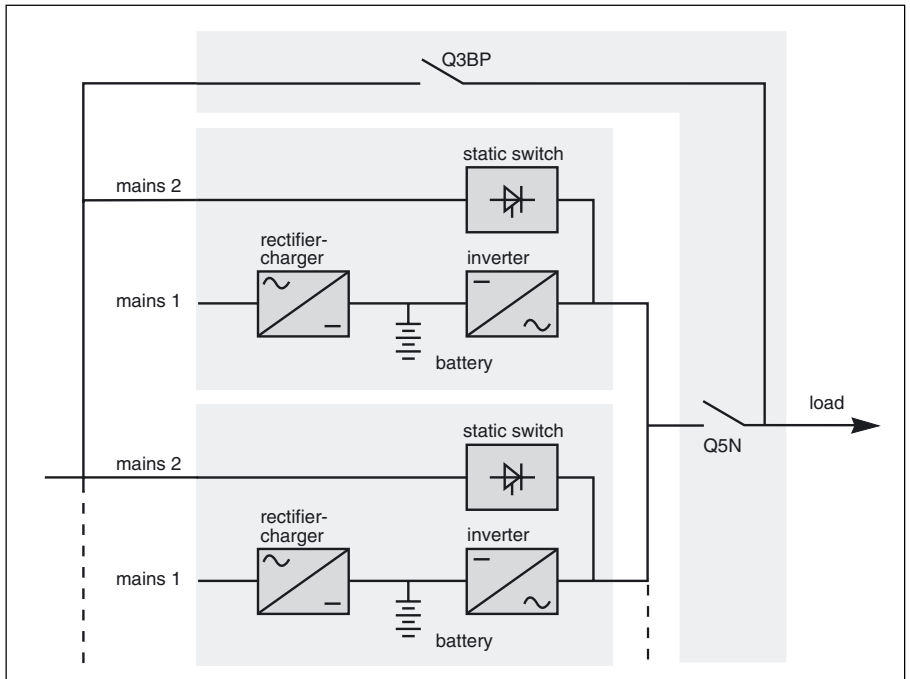 Q3BP
static switch
mains 2
rectifier-
charger
inverter
mains 1
battery
load
static switch
Q5N
mains 2
rectifier-
charger
inverter
mains 1
battery